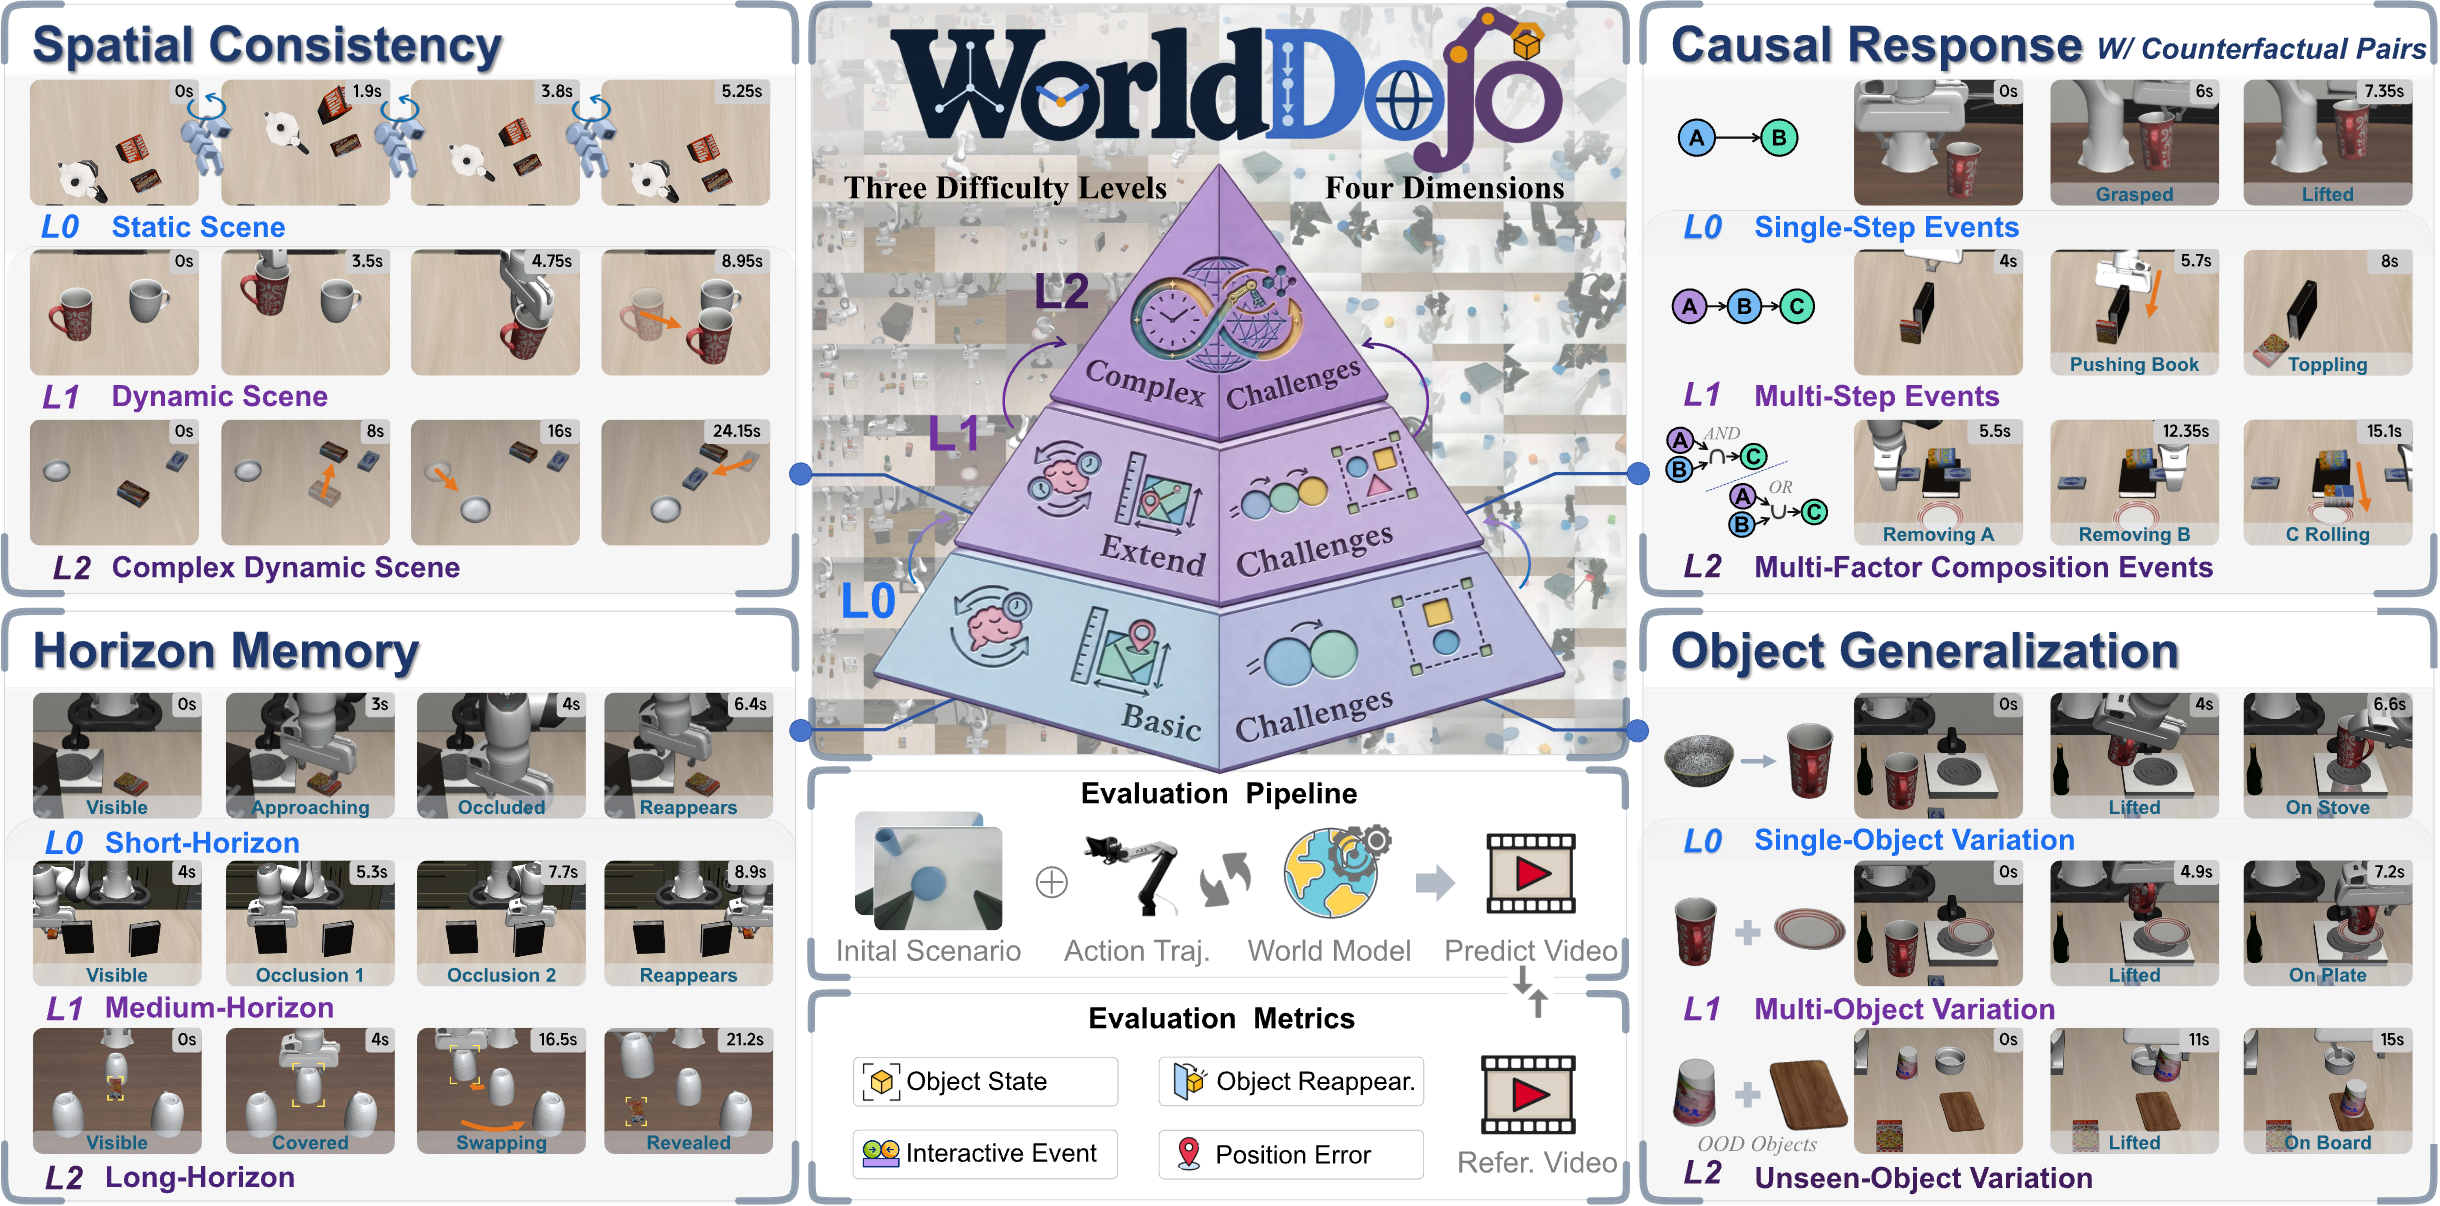 Spatial Consistency
0s
1.9s
3.8s
5.25s
L0 Static Scene
0s
3.5s
4.75s
8.95s
L1 Dynamic Scene
0s
8s
16s
24.15s
L2 Complex Dynamic Scene
Horizon Memory
0s
3s
4s
6.4s
Visible
Approaching
Occluded
Reappears
L0 Short-Horizon
4s
5.3s
7.7s
8.9s
Visible
Occlusion 1
Occlusion 2
Reappears
L1 Medium-Horizon
0s
4s
16.5s
21.2s
Visible
Covered
Swapping
Revealed
L2 Long-Horizon
WorldDojo
Three Difficulty Levels
Four Dimensions
L2
Complex Challenges
L1
Extend Challenges
L0
Basic Challenges
Evaluation Pipeline
Inital Scenario
Action Traj.
World Model
Predict Video
Evaluation Metrics
Object State
Object Reappear.
Interactive Event
Position Error
Refer. Video
Causal Response W/ Counterfactual Pairs
0s
6s
7.35s
A
B
Grasped
Lifted
L0 Single-Step Events
4s
5.7s
8s
A
B
C
Pushing Book
Toppling
L1 Multi-Step Events
5.5s
12.35s
15.1s
A
AND
B
∩
C
A
OR
B
∪
C
Removing A
Removing B
C Rolling
L2 Multi-Factor Composition Events
Object Generalization
0s
4s
6.6s
Lifted
On Stove
L0 Single-Object Variation
0s
4.9s
7.2s
Lifted
On Plate
L1 Multi-Object Variation
0s
11s
15s
OOD Objects
Lifted
On Board
L2 Unseen-Object Variation